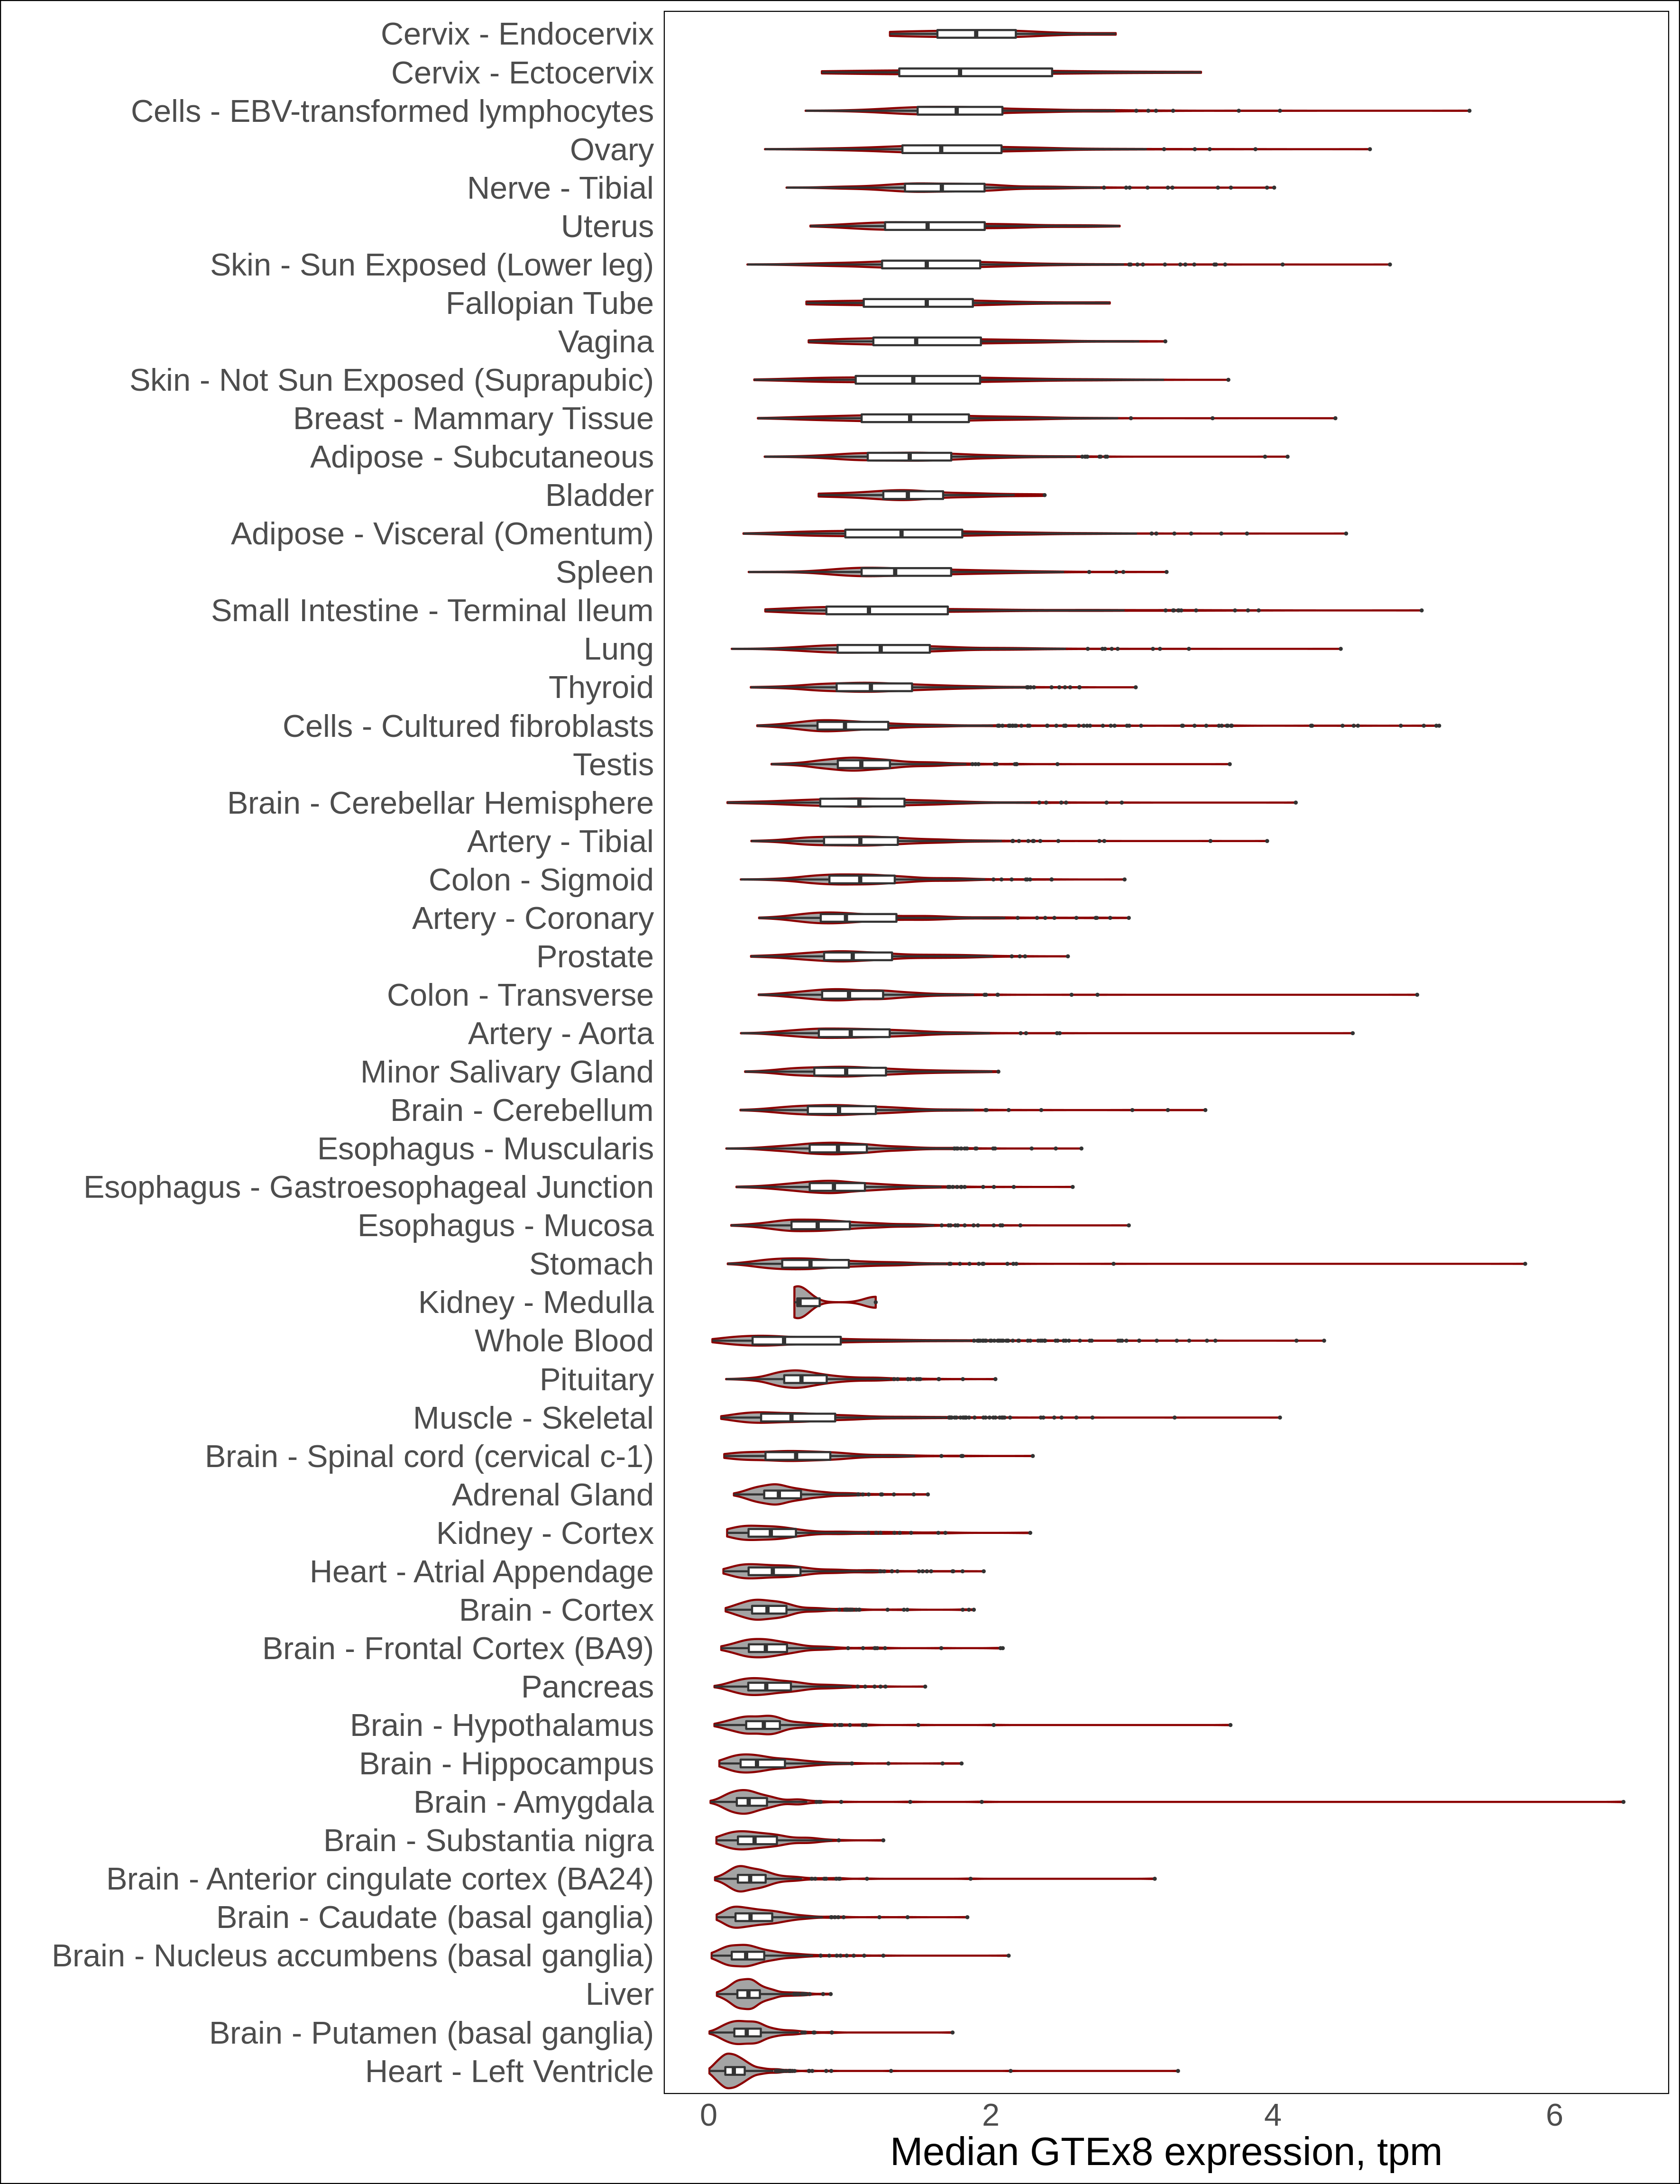 Cervix - Endocervix
Cervix - Ectocervix
Cells - EBV-transformed lymphocytes
Ovary
Nerve - Tibial
Uterus
Skin - Sun Exposed (Lower leg)
Fallopian Tube
Vagina
Skin - Not Sun Exposed (Suprapubic)
Breast - Mammary Tissue
Adipose - Subcutaneous
Bladder
Adipose - Visceral (Omentum)
Spleen
Small Intestine - Terminal Ileum
Lung
Thyroid
Cells - Cultured fibroblasts
Testis
Brain - Cerebellar Hemisphere
Artery - Tibial
Colon - Sigmoid
Artery - Coronary
Prostate
Colon - Transverse
Artery - Aorta
Minor Salivary Gland
Brain - Cerebellum
Esophagus - Muscularis
Esophagus - Gastroesophageal Junction
Esophagus - Mucosa
Stomach
Kidney - Medulla
Whole Blood
Pituitary
Muscle - Skeletal
Brain - Spinal cord (cervical c-1)
Adrenal Gland
Kidney - Cortex
Heart - Atrial Appendage
Brain - Cortex
Brain - Frontal Cortex (BA9)
Pancreas
Brain - Hypothalamus
Brain - Hippocampus
Brain - Amygdala
Brain - Substantia nigra
Brain - Anterior cingulate cortex (BA24)
Brain - Caudate (basal ganglia)
Brain - Nucleus accumbens (basal ganglia)
Liver
Brain - Putamen (basal ganglia)
Heart - Left Ventricle
0 2 4 6
Median GTEx8 expression, tpm